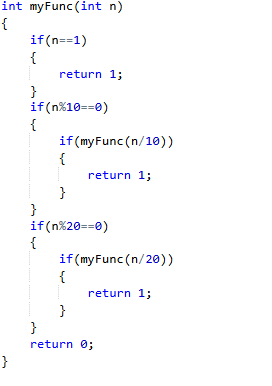 int myFunc(int n)
{
    if(n==1)
    {
        return 1;
    }
    if(n%10==0)
    {
        if(myFunc(n/10))
        {
            return 1;
        }
    }
    if(n%20==0)
    {
        if(myFunc(n/20))
        {
            return 1;
        }
    }
    return 0;
}